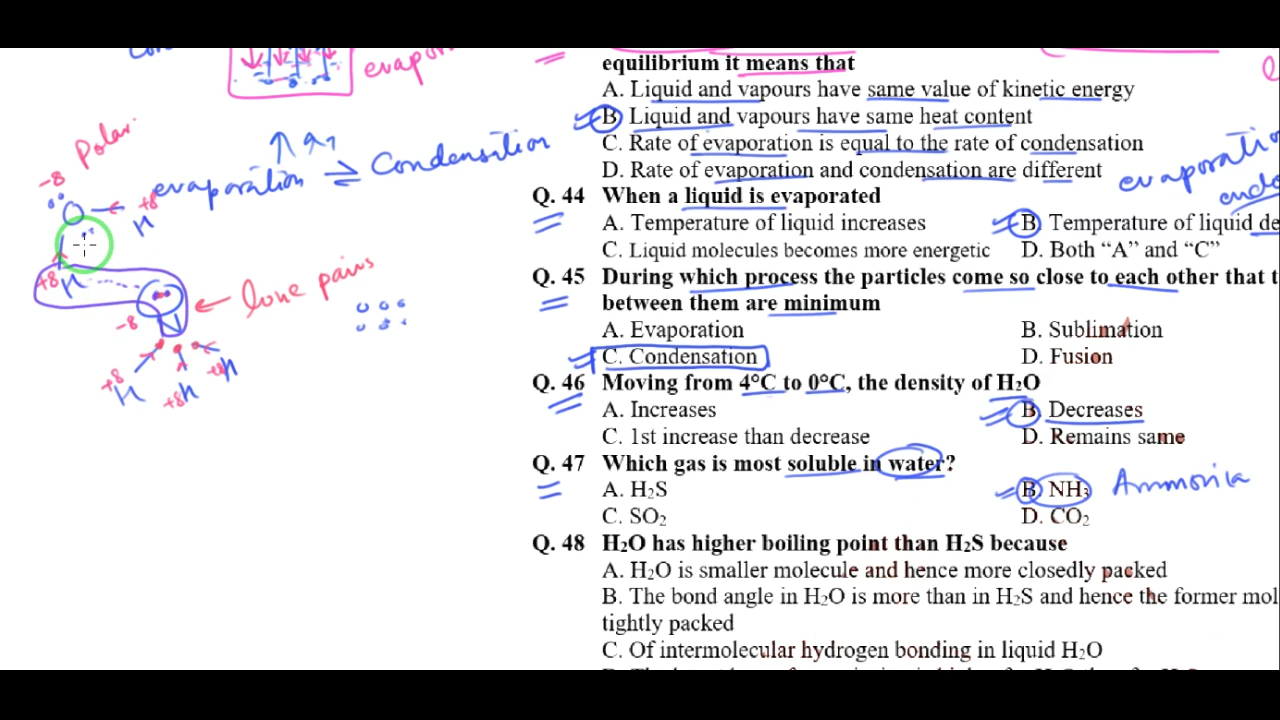 evapor
Polar
evaporation ⇌ Condensation
-δ
O
+δ
H
+δ H
lone pairs
-δ
N
+δ H
+δ H
H
equilibrium it means that
A. Liquid and vapours have same value of kinetic energy
B. Liquid and vapours have same heat content
C. Rate of evaporation is equal to the rate of condensation
D. Rate of evaporation and condensation are different
evaporatio
endo
Q. 44 When a liquid is evaporated
A. Temperature of liquid increases B. Temperature of liquid de
C. Liquid molecules becomes more energetic D. Both “A” and “C”
Q. 45 During which process the particles come so close to each other that t
between them are minimum
A. Evaporation B. Sublimation
C. Condensation D. Fusion
Q. 46 Moving from 4°C to 0°C, the density of H₂O
A. Increases B. Decreases
C. 1st increase than decrease D. Remains same
Q. 47 Which gas is most soluble in water?
A. H₂S B. NH₃ Ammonia
C. SO₂ D. CO₂
Q. 48 H₂O has higher boiling point than H₂S because
A. H₂O is smaller molecule and hence more closedly packed
B. The bond angle in H₂O is more than in H₂S and hence the former mol
tightly packed
C. Of intermolecular hydrogen bonding in liquid H₂O